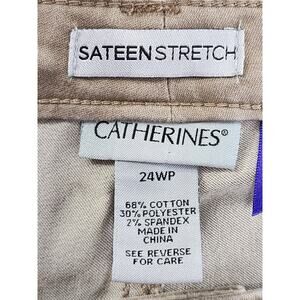 SATEEN STRETCH
CATHERINES®
24WP
68% COTTON
30% POLYESTER
2% SPANDEX
MADE IN
CHINA
SEE REVERSE
FOR CARE